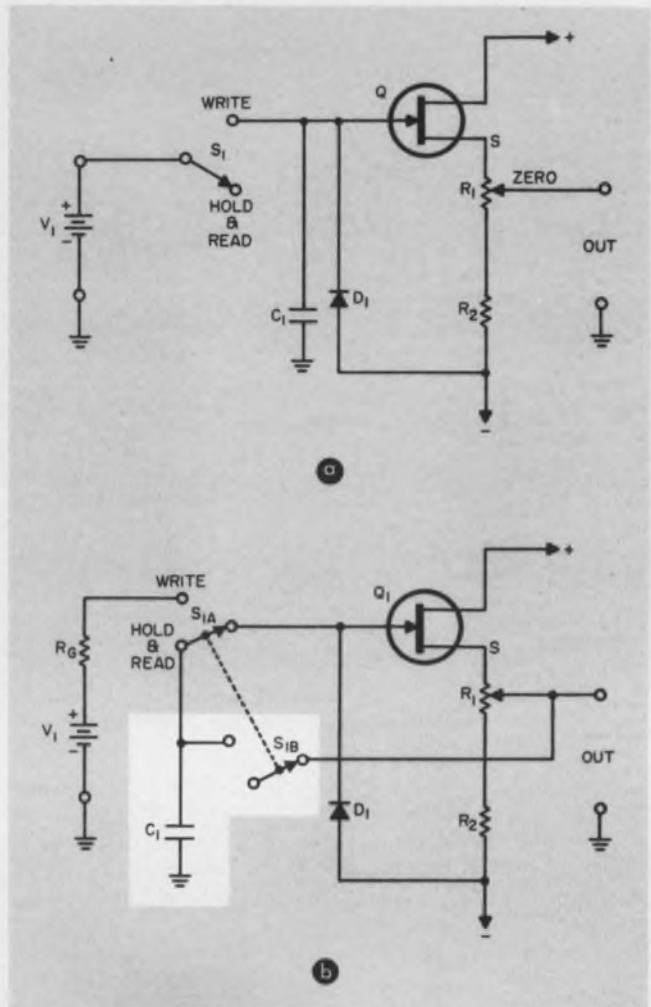 +
Q
WRITE
S
S₁
R₁
ZERO
HOLD
&
READ
+
V₁
-
OUT
C₁
D₁
R₂
-
a
+
WRITE
Q₁
S₁A
HOLD
&
READ
S
R_G
R₁
+
V₁
-
S₁B
OUT
C₁
D₁
R₂
-
b